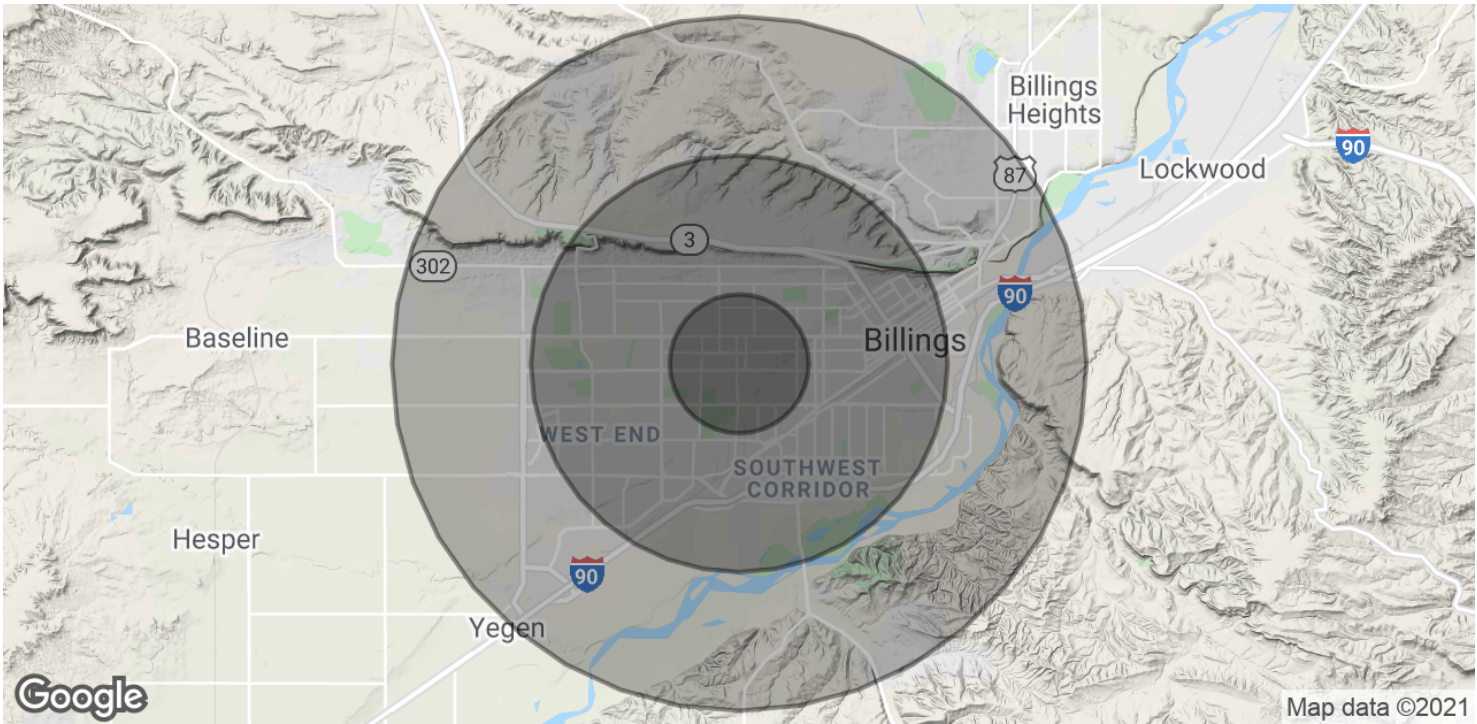 Billings
Heights
90
Lockwood
87
3
302
90
Baseline
Billings
WEST END
SOUTHWEST
CORRIDOR
Hesper
90
Yegen
Google
Map data ©2021